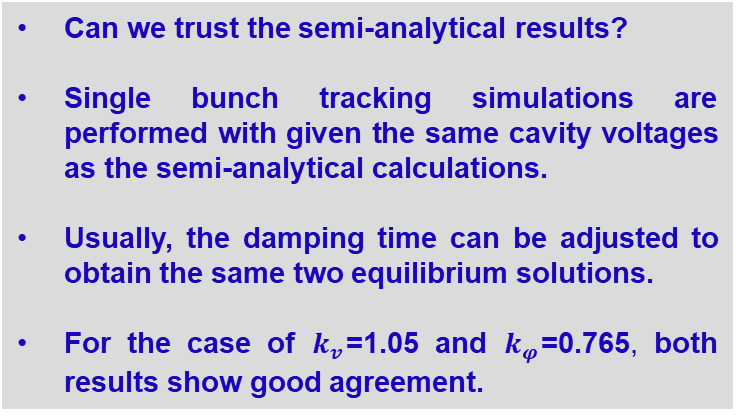 • Can we trust the semi-analytical results?
• Single bunch tracking simulations are
performed with given the same cavity voltages
as the semi-analytical calculations.
• Usually, the damping time can be adjusted to
obtain the same two equilibrium solutions.
• For the case of k_v=1.05 and k_φ=0.765, both
results show good agreement.